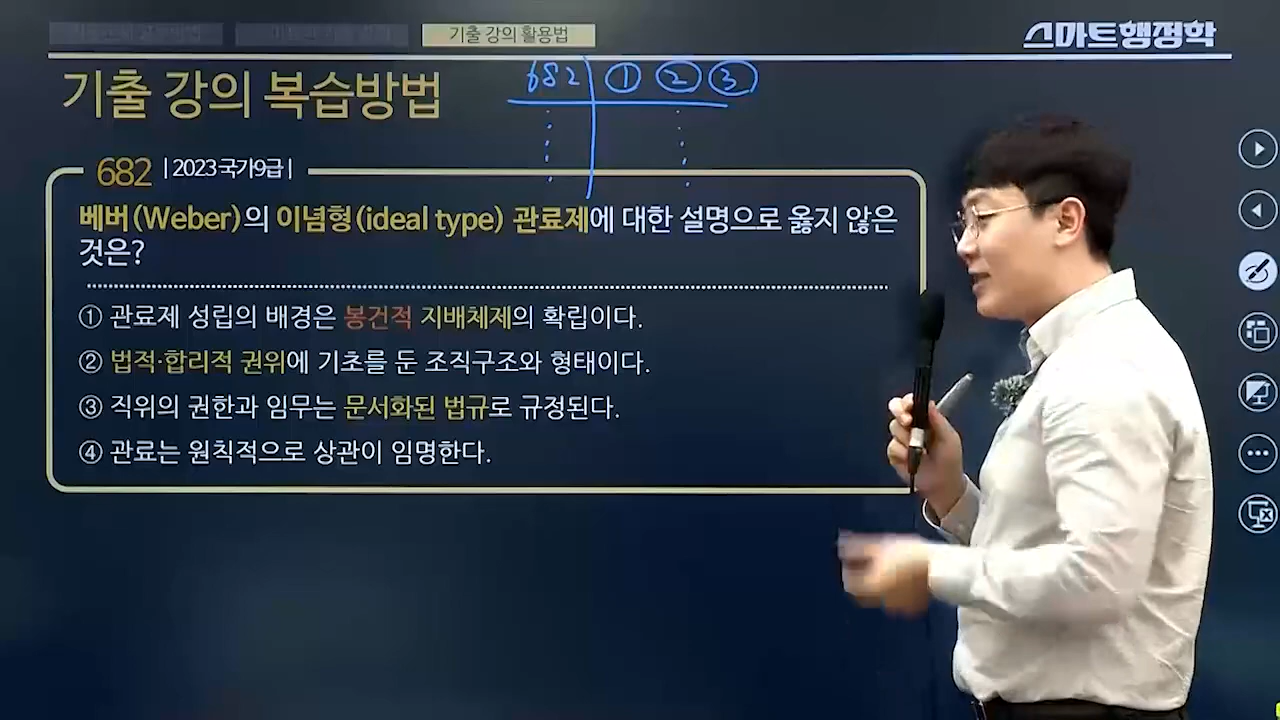 기출 강의 활용법
스마트행정학
기출 강의 복습방법
682 ① ② ③
682 | 2023 국가9급 |
베버(Weber)의 이념형(ideal type) 관료제에 대한 설명으로 옳지 않은
것은?
① 관료제 성립의 배경은 봉건적 지배체제의 확립이다.
② 법적·합리적 권위에 기초를 둔 조직구조와 형태이다.
③ 직위의 권한과 임무는 문서화된 법규로 규정된다.
④ 관료는 원칙적으로 상관이 임명한다.